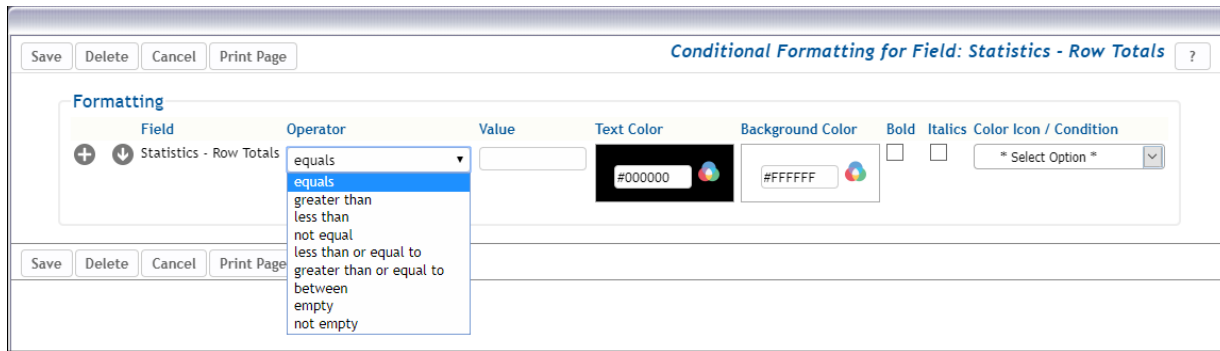 Save Delete Cancel Print Page Conditional Formatting for Field: Statistics - Row Totals ?
Formatting
Field Operator Value Text Color Background Color Bold Italics Color Icon / Condition
Statistics - Row Totals equals #000000 #FFFFFF * Select Option *
equals
greater than
less than
not equal
less than or equal to
greater than or equal to
between
empty
not empty
Save Delete Cancel Print Page